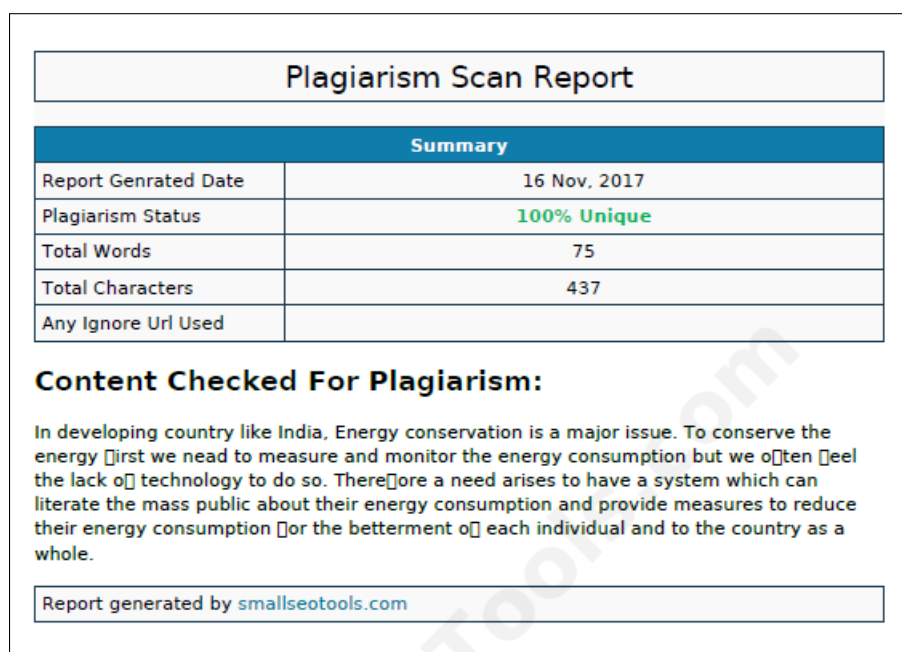 Plagiarism Scan Report
Summary
Report Genrated Date 16 Nov, 2017
Plagiarism Status 100% Unique
Total Words 75
Total Characters 437
Any Ignore Url Used
Content Checked For Plagiarism:
In developing country like India, Energy conservation is a major issue. To conserve the
energy ▯irst we nead to measure and monitor the energy consumption but we o▯ten ▯eel
the lack o▯ technology to do so. There▯ore a need arises to have a system which can
literate the mass public about their energy consumption and provide measures to reduce
their energy consumption ▯or the betterment o▯ each individual and to the country as a
whole.
Report generated by smallseotools.com
Tools.com